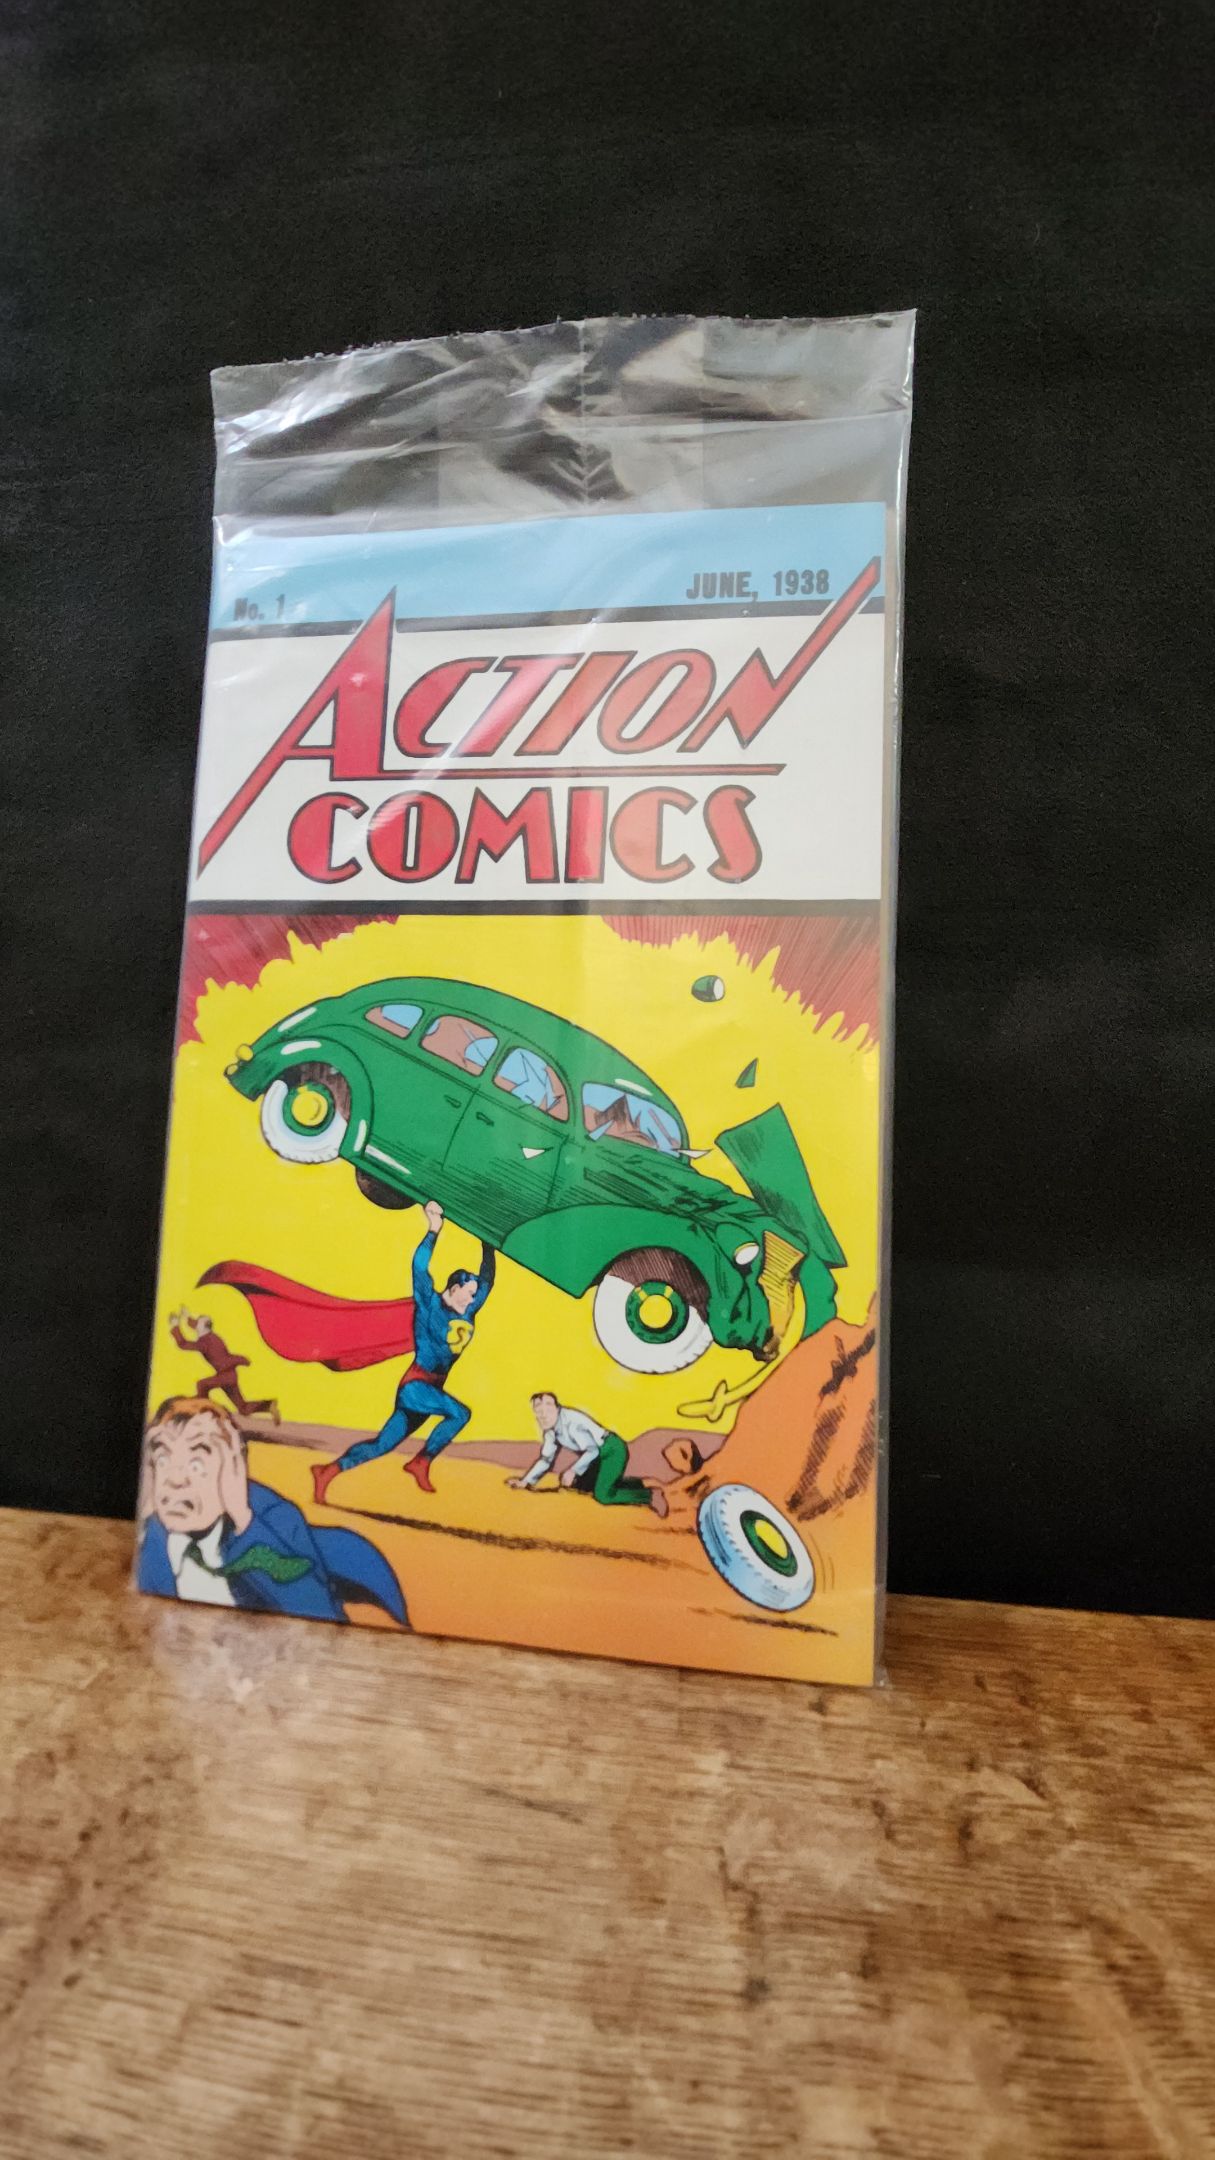 No. 1
JUNE, 1938
ACTION
COMICS
S